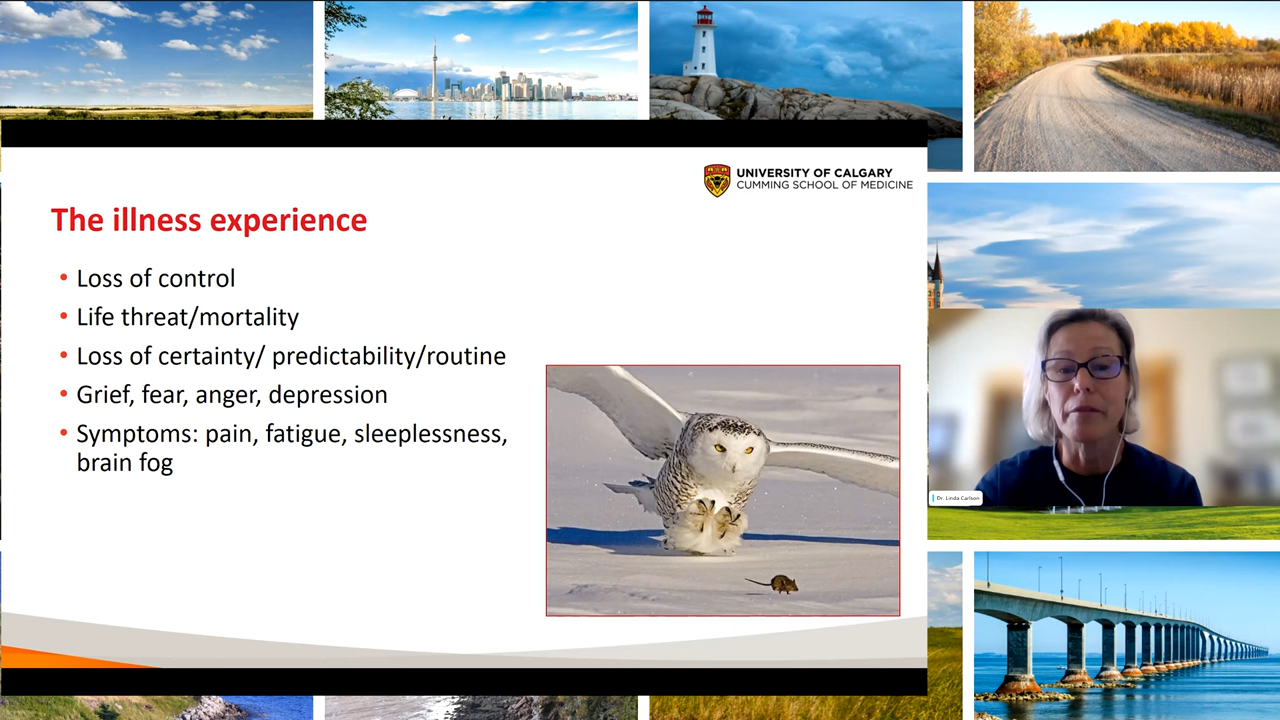 UNIVERSITY OF CALGARY
CUMMING SCHOOL OF MEDICINE
The illness experience
• Loss of control
• Life threat/mortality
• Loss of certainty/ predictability/routine
• Grief, fear, anger, depression
• Symptoms: pain, fatigue, sleeplessness,
brain fog
Dr. Linda Carlson